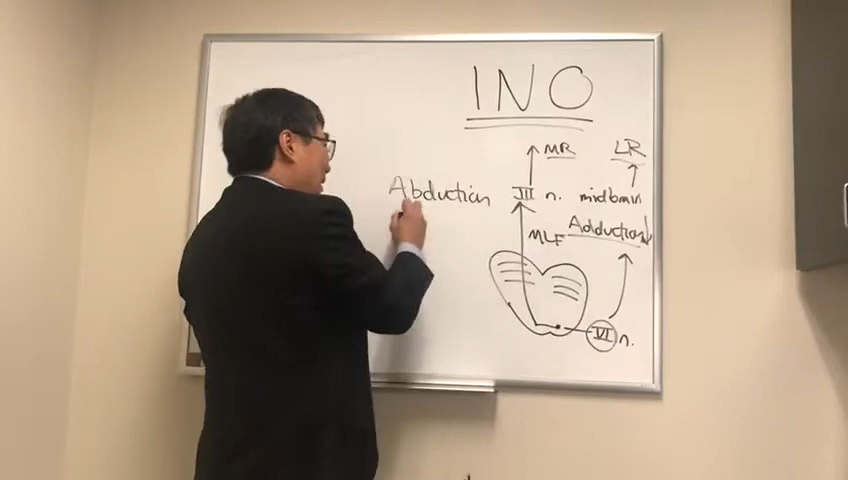 INO
MR LR
Abduction III n. midbrain
MLF Adduction
VI n.